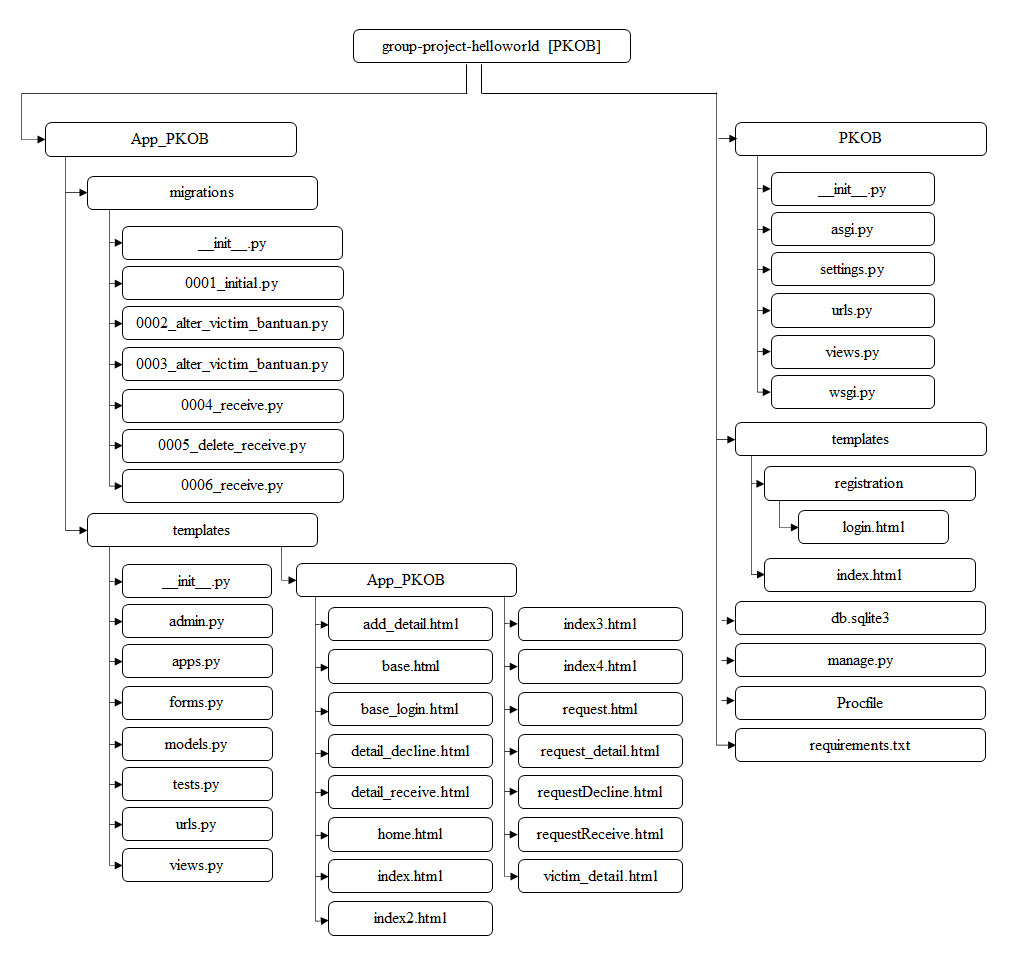 group-project-helloworld [PKOB]
App_PKOB
migrations
__init__.py
0001_initial.py
0002_alter_victim_bantuan.py
0003_alter_victim_bantuan.py
0004_receive.py
0005_delete_receive.py
0006_receive.py
templates
__init__.py
admin.py
apps.py
forms.py
models.py
tests.py
urls.py
views.py
App_PKOB
add_detail.html
base.html
base_login.html
detail_decline.html
detail_receive.html
home.html
index.html
index2.html
index3.html
index4.html
request.html
request_detail.html
requestDecline.html
requestReceive.html
victim_detail.html
PKOB
__init__.py
asgi.py
settings.py
urls.py
views.py
wsgi.py
templates
registration
login.html
index.html
db.sqlite3
manage.py
Procfile
requirements.txt